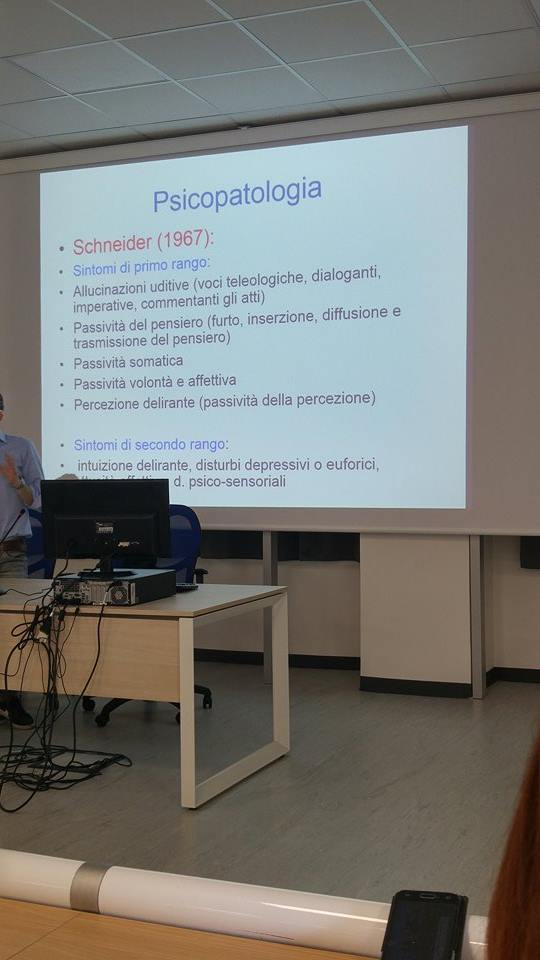 Psicopatologia
• Schneider (1967):
• Sintomi di primo rango:
• Allucinazioni uditive (voci teleologiche, dialoganti,
imperative, commentanti gli atti)
• Passività del pensiero (furto, inserzione, diffusione e
trasmissione del pensiero)
• Passività somatica
• Passività volontà e affettiva
• Percezione delirante (passività della percezione)
• Sintomi di secondo rango:
• intuizione delirante, disturbi depressivi o euforici,
d. psico-sensoriali